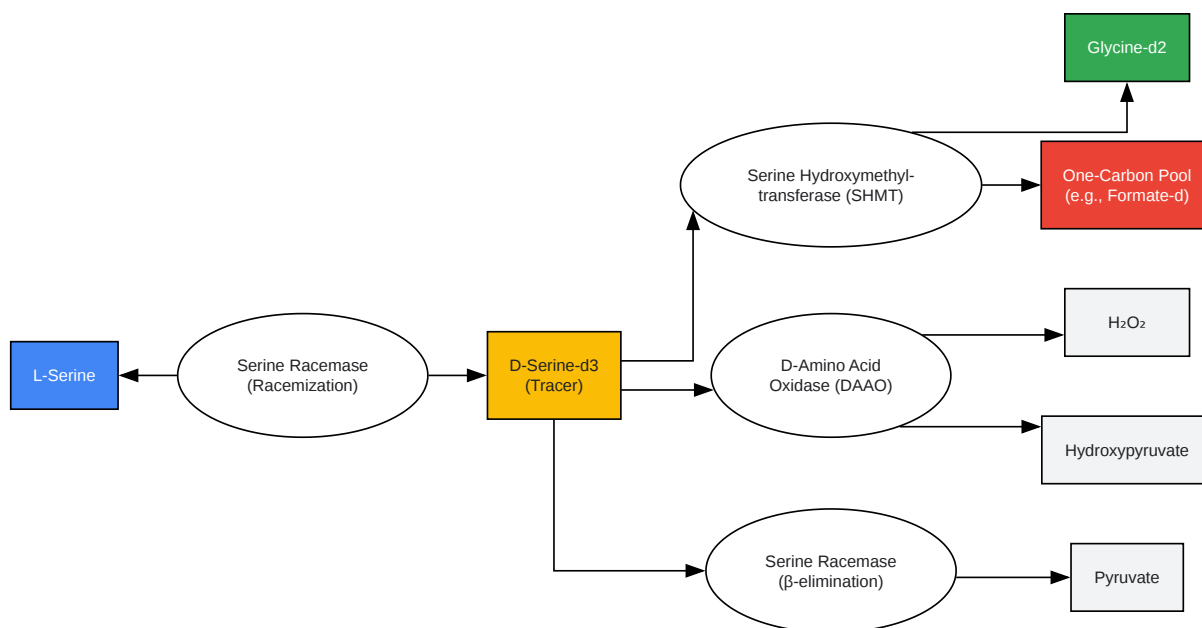 Glycine-d2
Serine Hydroxymethyl-
transferase (SHMT)
One-Carbon Pool
(e.g., Formate-d)
H₂O₂
L-Serine
Serine Racemase
(Racemization)
D-Serine-d3
(Tracer)
D-Amino Acid
Oxidase (DAAO)
Hydroxypyruvate
Serine Racemase
(β-elimination)
Pyruvate